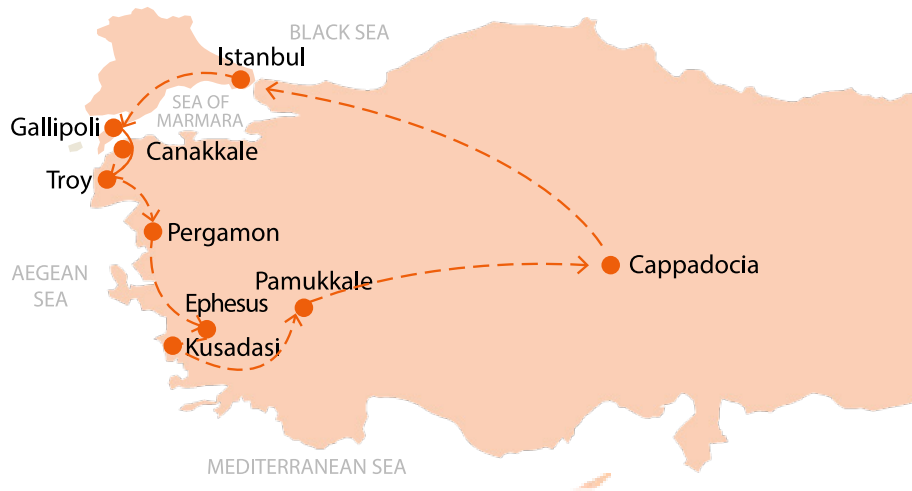 BLACK SEA
Istanbul
SEA OF
MARMARA
Gallipoli
Canakkale
Troy
Pergamon
AEGEAN
SEA
Cappadocia
Pamukkale
Ephesus
Kusadasi
MEDITERRANEAN SEA